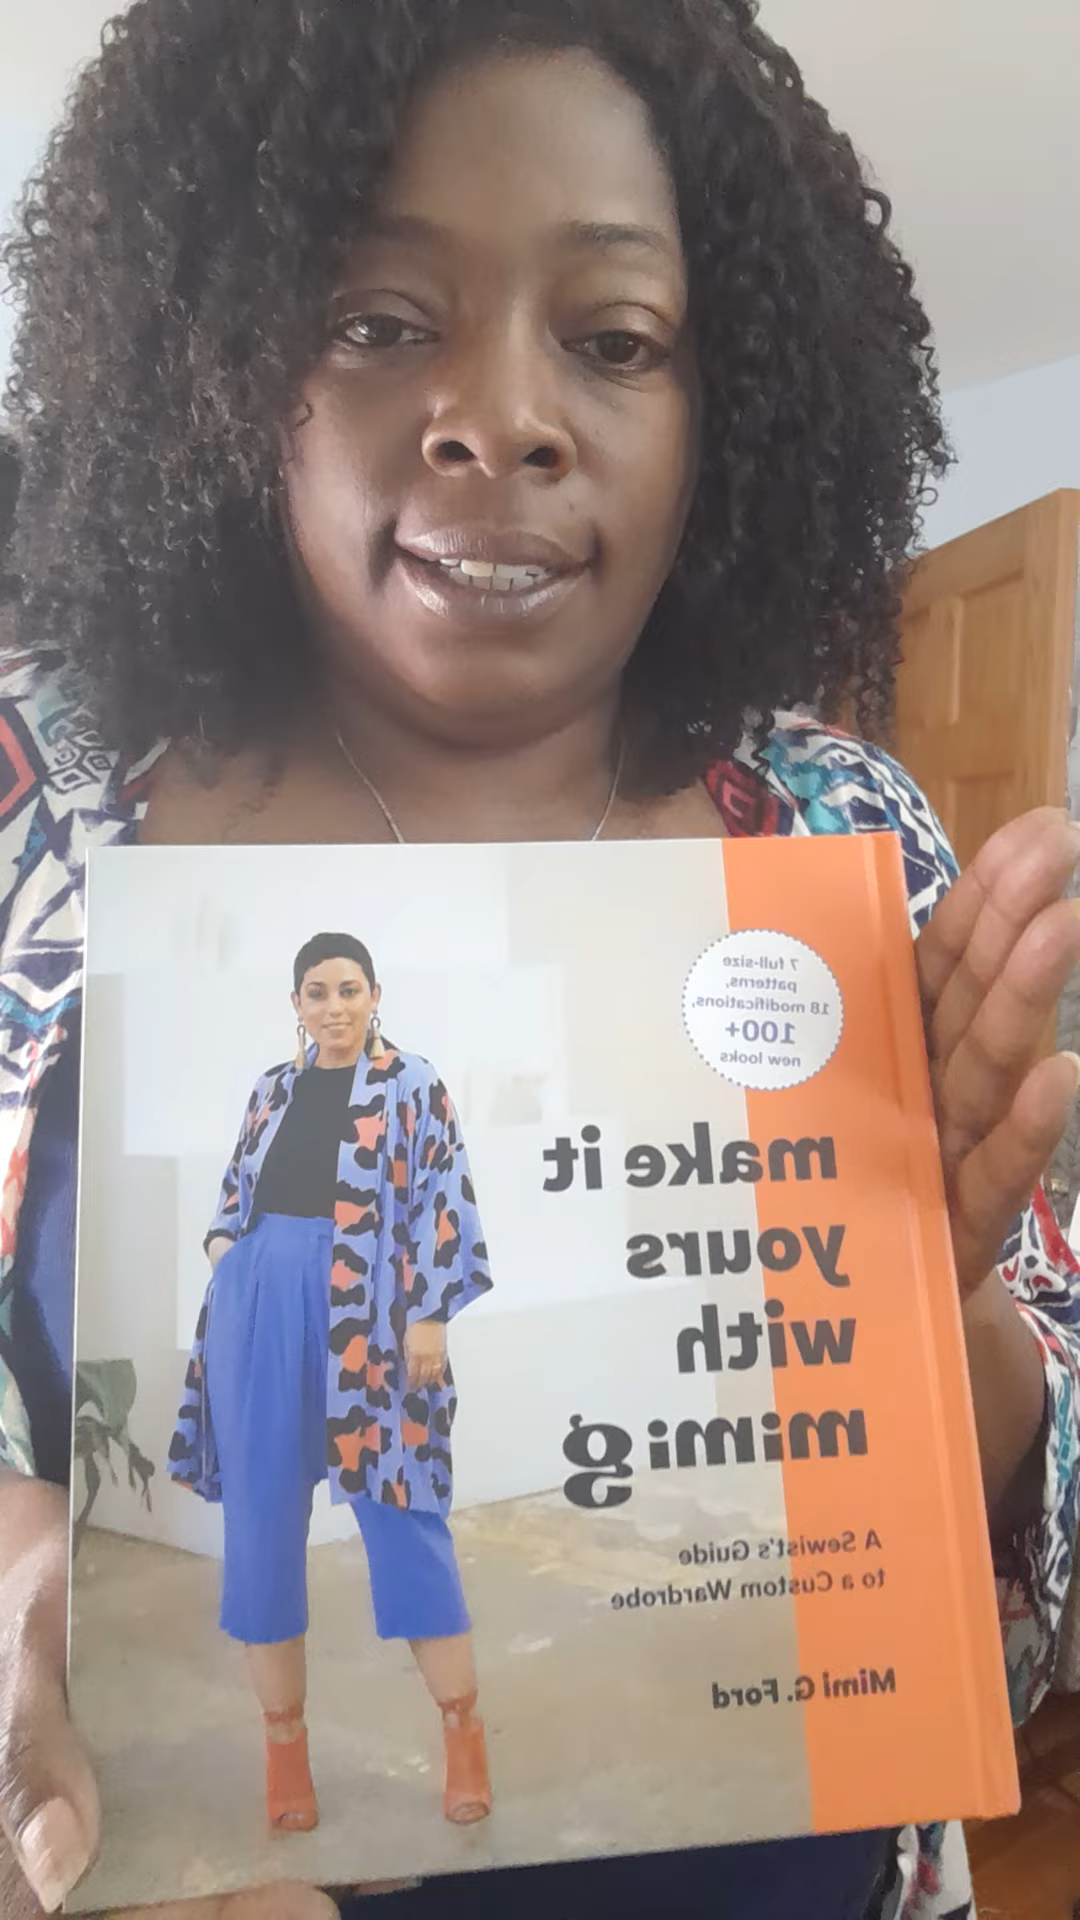 7 full-size
patterns,
18 modifications,
100+
new looks
make it
yours
with
mimi g
A Sewist's Guide
to a Custom Wardrobe
Mimi G. Ford